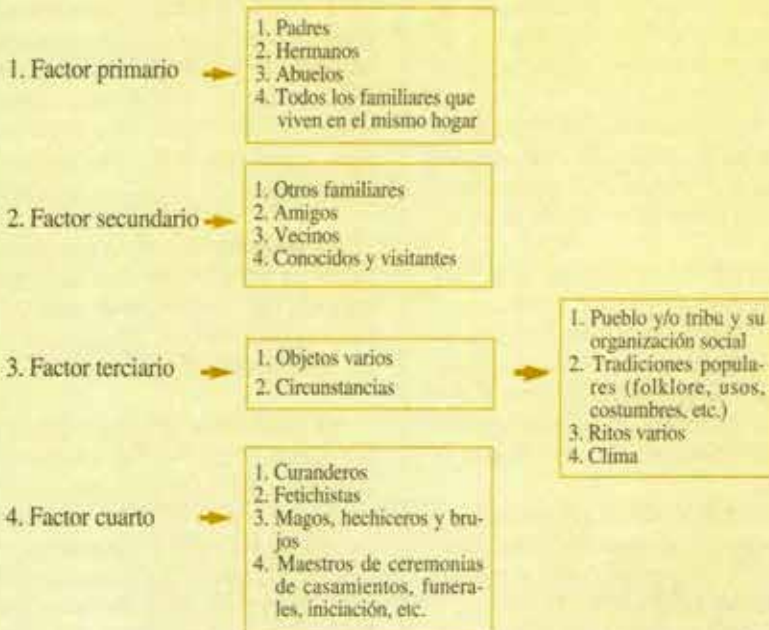 1. Factor primario
1. Padres
2. Hermanos
3. Abuelos
4. Todos los familiares que
viven en el mismo hogar
2. Factor secundario
1. Otros familiares
2. Amigos
3. Vecinos
4. Conocidos y visitantes
3. Factor terciario
1. Objetos varios
2. Circunstancias
1. Pueblo y/o tribu y su
organización social
2. Tradiciones popula-
res (folklore, usos,
costumbres, etc.)
3. Ritos varios
4. Clima
4. Factor cuarto
1. Curanderos
2. Fetichistas
3. Magos, hechiceros y bru-
jos
4. Maestros de ceremonias
de casamientos, funera-
les, iniciación, etc.